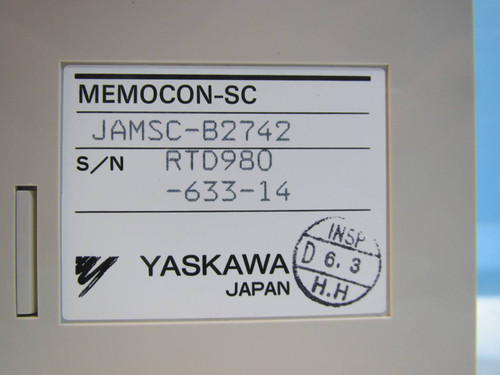 MEMOCON-SC
JAMSC-B2742
S/N RTD980
-633-14
YASKAWA
JAPAN
INSP
D 6.3
H.H